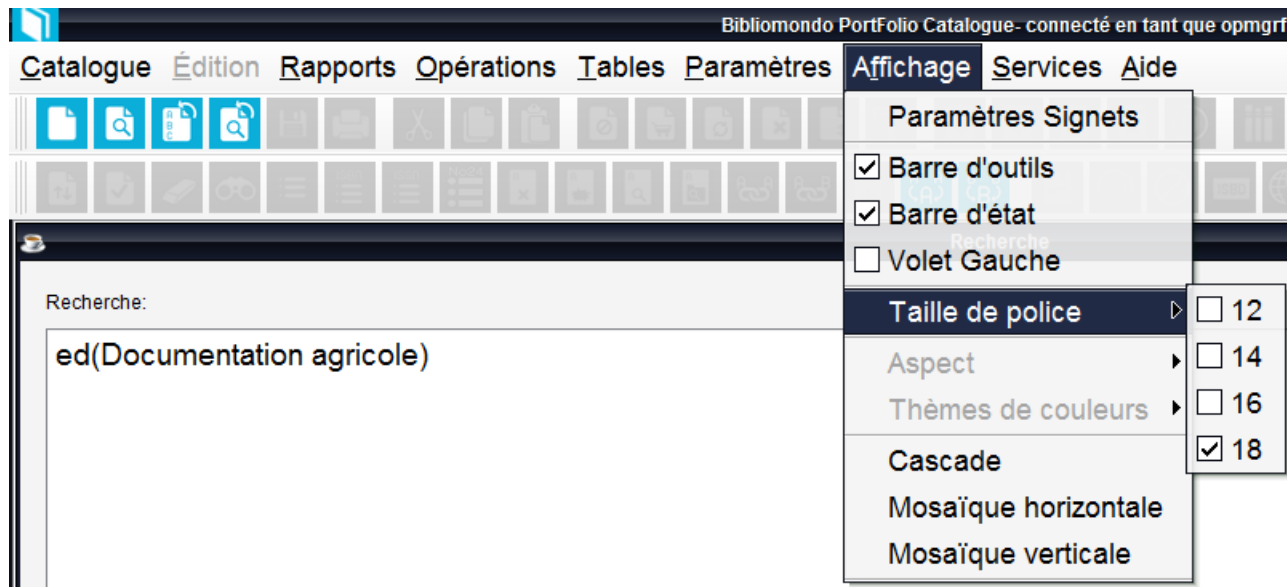 Bibliomondo PortFolio Catalogue- connecté en tant que opmgrf
Catalogue Édition Rapports Opérations Tables Paramètres Affichage Services Aide
Paramètres Signets
Barre d'outils
Barre d'état
Recherche
Volet Gauche
Recherche:
Taille de police
12
ed(Documentation agricole)
14
Aspect
16
Thèmes de couleurs
18
Cascade
Mosaïque horizontale
Mosaïque verticale